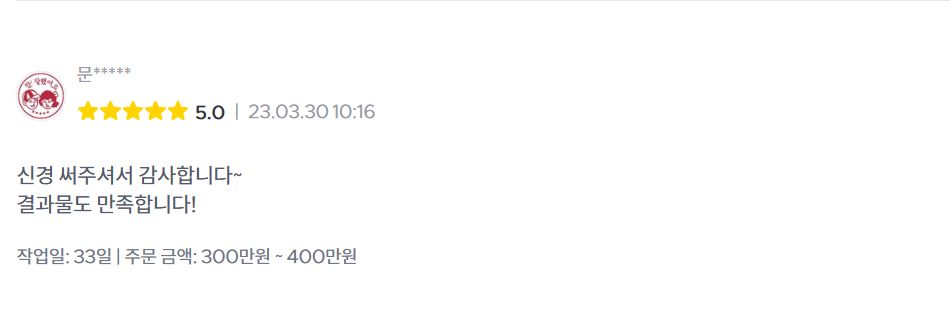 문*****
5.0 | 23.03.30 10:16
신경 써주셔서 감사합니다~
결과물도 만족합니다!
작업일: 33일 | 주문 금액: 300만원 ~ 400만원